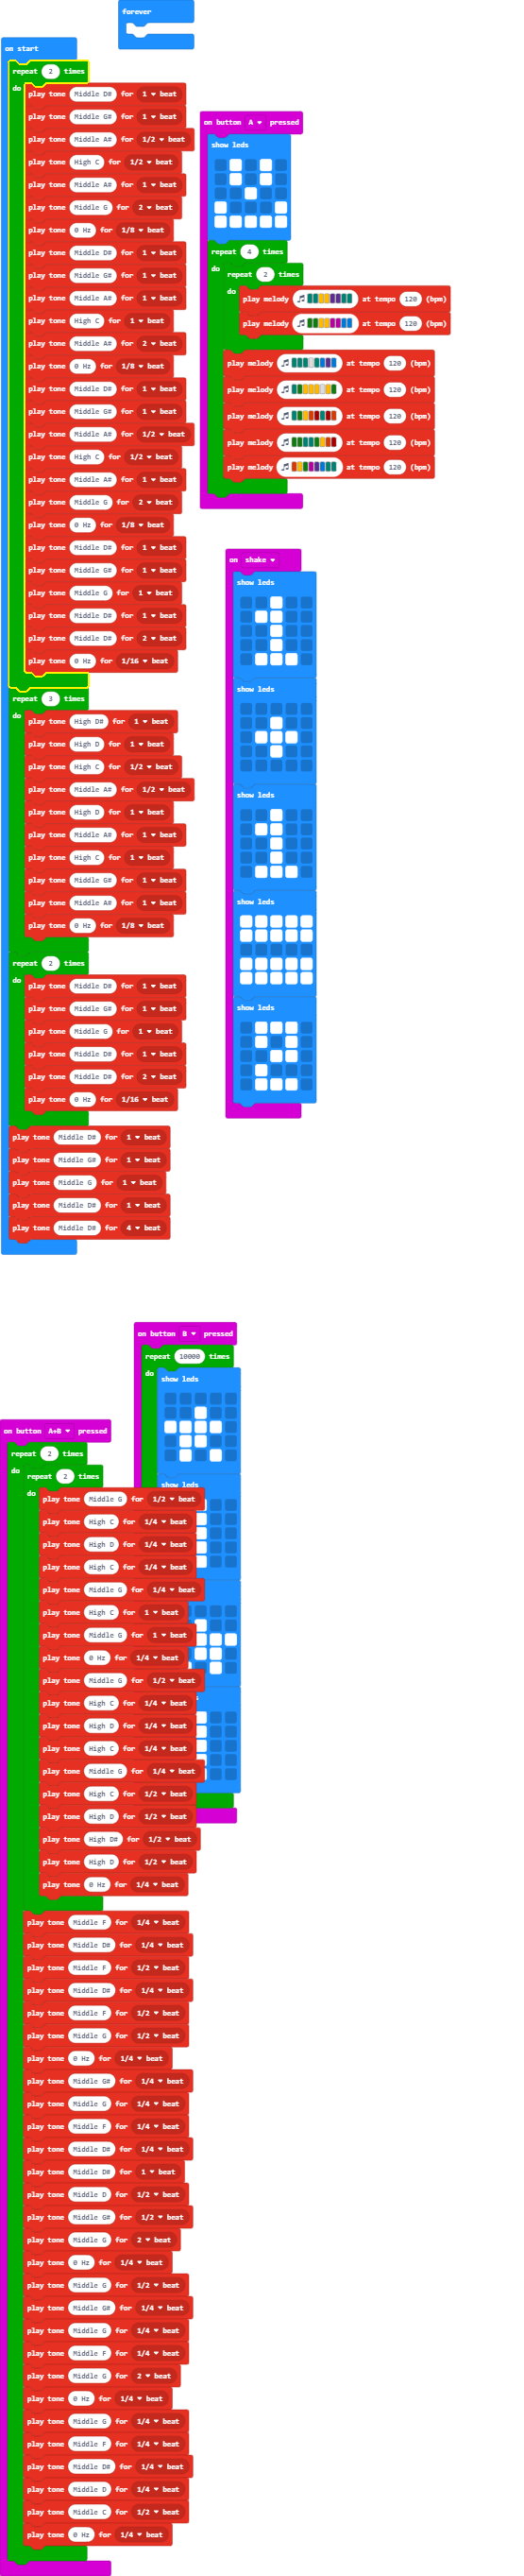 forever
on start
repeat 2 times
do
play tone Middle D# for 1 beat
play tone Middle G# for 1 beat
play tone Middle A# for 1/2 beat
play tone High C for 1/2 beat
play tone Middle A# for 1 beat
play tone Middle G for 2 beat
play tone 0 Hz for 1/8 beat
play tone Middle D# for 1 beat
play tone Middle G# for 1 beat
play tone Middle A# for 1 beat
play tone High C for 1 beat
play tone Middle A# for 2 beat
play tone 0 Hz for 1/8 beat
play tone Middle D# for 1 beat
play tone Middle G# for 1 beat
play tone Middle A# for 1/2 beat
play tone High C for 1/2 beat
play tone Middle A# for 1 beat
play tone Middle G for 2 beat
play tone 0 Hz for 1/8 beat
play tone Middle D# for 1 beat
play tone Middle G# for 1 beat
play tone Middle G for 1 beat
play tone Middle D# for 1 beat
play tone Middle D# for 2 beat
play tone 0 Hz for 1/16 beat
repeat 3 times
do
play tone High D# for 1 beat
play tone High D for 1 beat
play tone High C for 1/2 beat
play tone Middle A# for 1/2 beat
play tone High D for 1 beat
play tone Middle A# for 1 beat
play tone High C for 1 beat
play tone Middle G# for 1 beat
play tone Middle A# for 1 beat
play tone 0 Hz for 1/8 beat
repeat 2 times
do
play tone Middle D# for 1 beat
play tone Middle G# for 1 beat
play tone Middle G for 1 beat
play tone Middle D# for 1 beat
play tone Middle D# for 2 beat
play tone 0 Hz for 1/16 beat
play tone Middle D# for 1 beat
play tone Middle G# for 1 beat
play tone Middle G for 1 beat
play tone Middle D# for 1 beat
play tone Middle D# for 4 beat
on button A pressed
show leds
repeat 4 times
do
repeat 2 times
do
play melody at tempo 120 (bpm)
play melody at tempo 120 (bpm)
play melody at tempo 120 (bpm)
play melody at tempo 120 (bpm)
play melody at tempo 120 (bpm)
play melody at tempo 120 (bpm)
play melody at tempo 120 (bpm)
on shake
show leds
show leds
show leds
show leds
show leds
on button B pressed
repeat 10000 times
do
show leds
show leds
on button A+B pressed
repeat 2 times
do
repeat 2 times
do
play tone Middle G for 1/2 beat
play tone High C for 1/4 beat
play tone High D for 1/4 beat
play tone High C for 1/4 beat
play tone Middle G for 1/4 beat
play tone High C for 1 beat
play tone Middle G for 1 beat
play tone 0 Hz for 1/4 beat
play tone Middle G for 1/2 beat
play tone High C for 1/4 beat
play tone High D for 1/4 beat
play tone High C for 1/4 beat
play tone Middle G for 1/4 beat
play tone High C for 1/2 beat
play tone High D for 1/2 beat
play tone High D# for 1/2 beat
play tone High D for 1/2 beat
play tone 0 Hz for 1/4 beat
play tone Middle F for 1/4 beat
play tone Middle D# for 1/4 beat
play tone Middle F for 1/2 beat
play tone Middle D# for 1/4 beat
play tone Middle F for 1/2 beat
play tone Middle G for 1/2 beat
play tone 0 Hz for 1/4 beat
play tone Middle G# for 1/4 beat
play tone Middle G for 1/4 beat
play tone Middle F for 1/4 beat
play tone Middle D# for 1/4 beat
play tone Middle D# for 1 beat
play tone Middle D for 1/2 beat
play tone Middle G# for 1/2 beat
play tone Middle G for 2 beat
play tone 0 Hz for 1/4 beat
play tone Middle G for 1/2 beat
play tone Middle G# for 1/4 beat
play tone Middle G for 1/4 beat
play tone Middle F for 1/4 beat
play tone Middle G for 2 beat
play tone 0 Hz for 1/4 beat
play tone Middle G for 1/4 beat
play tone Middle F for 1/4 beat
play tone Middle D# for 1/4 beat
play tone Middle D for 1/4 beat
play tone Middle C for 1/2 beat
play tone 0 Hz for 1/4 beat